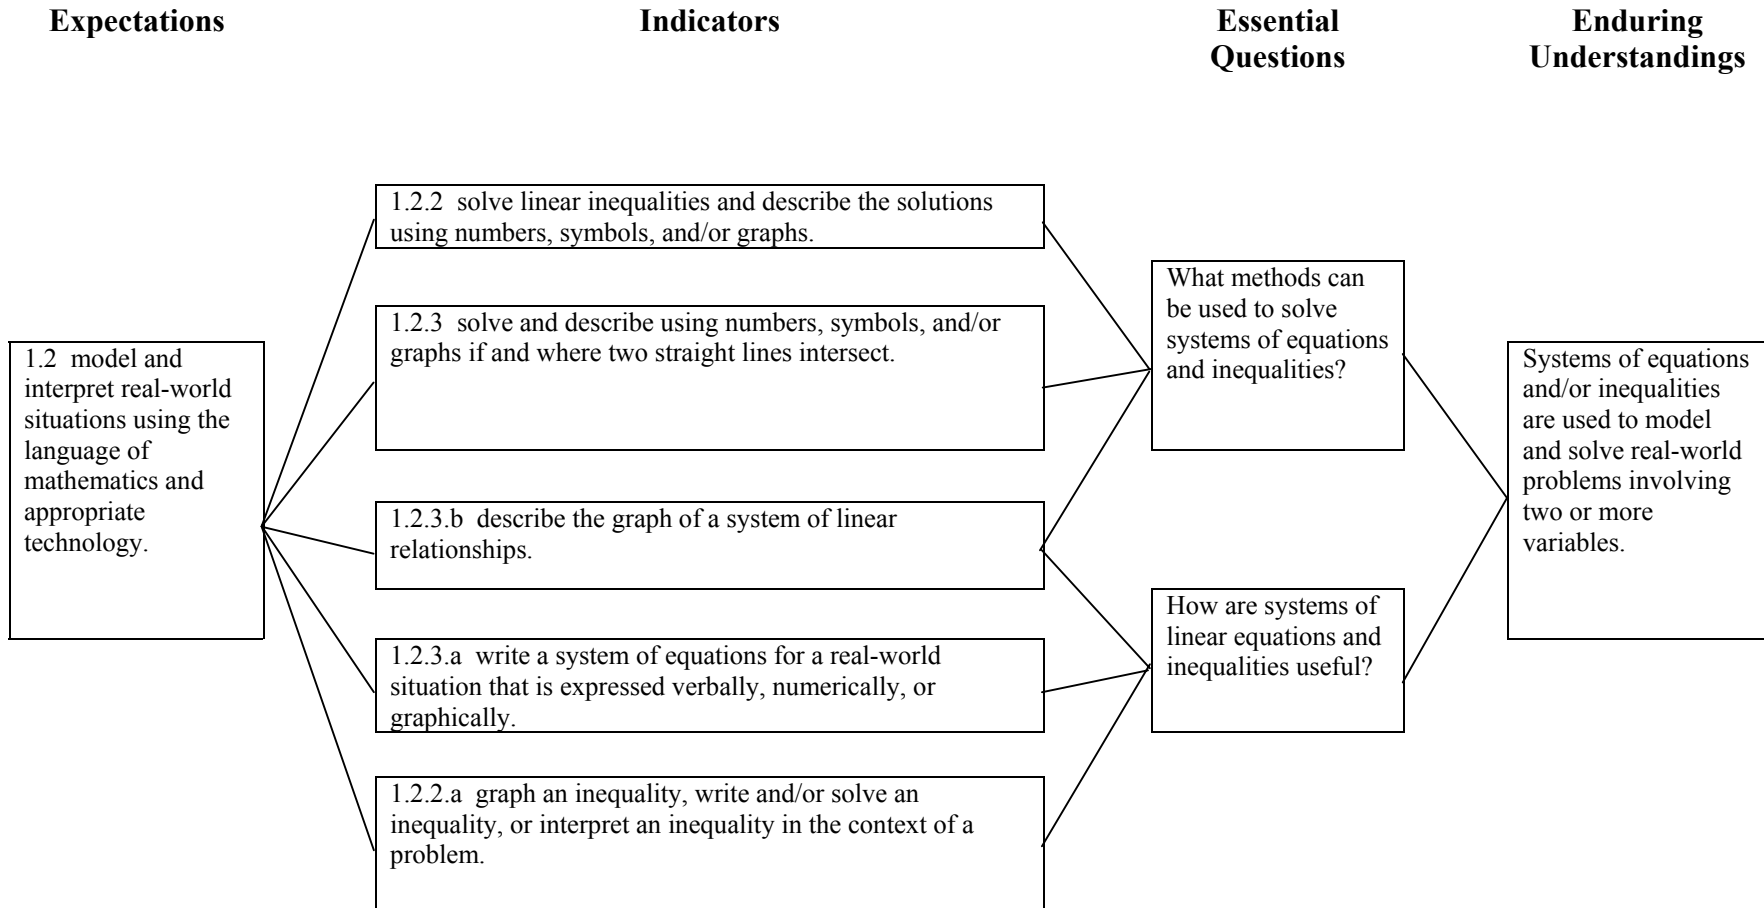 Expectations
Indicators
Essential
Questions
Enduring
Understandings
1.2 model and
interpret real-world
situations using the
language of
mathematics and
appropriate
technology.
1.2.2 solve linear inequalities and describe the solutions
using numbers, symbols, and/or graphs.
1.2.3 solve and describe using numbers, symbols, and/or
graphs if and where two straight lines intersect.
1.2.3.b describe the graph of a system of linear
relationships.
1.2.3.a write a system of equations for a real-world
situation that is expressed verbally, numerically, or
graphically.
1.2.2.a graph an inequality, write and/or solve an
inequality, or interpret an inequality in the context of a
problem.
What methods can
be used to solve
systems of equations
and inequalities?
How are systems of
linear equations and
inequalities useful?
Systems of equations
and/or inequalities
are used to model
and solve real-world
problems involving
two or more
variables.